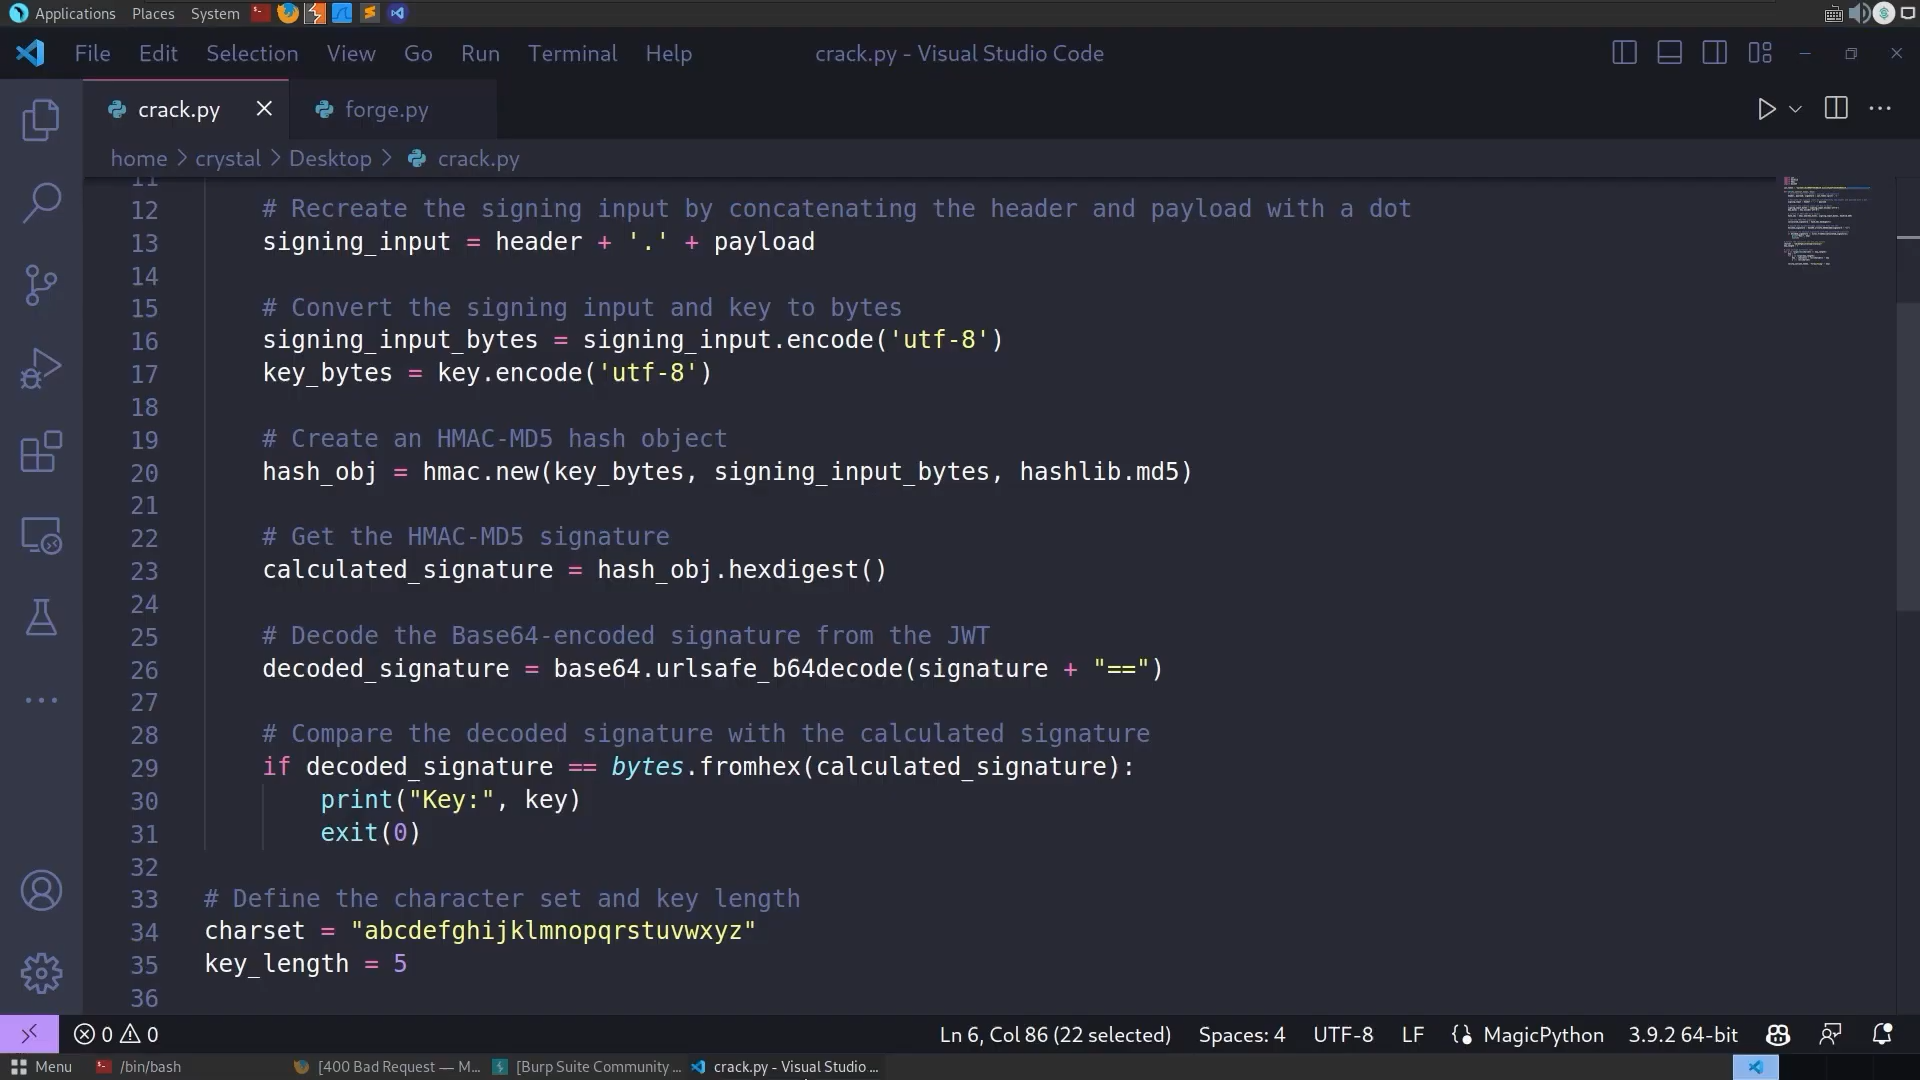 Applications Places System
File Edit Selection View Go Run Terminal Help crack.py - Visual Studio Code
crack.py forge.py
home > crystal > Desktop > crack.py
11
12 # Recreate the signing input by concatenating the header and payload with a dot
13 signing_input = header + '.' + payload
14
15 # Convert the signing input and key to bytes
16 signing_input_bytes = signing_input.encode('utf-8')
17 key_bytes = key.encode('utf-8')
18
19 # Create an HMAC-MD5 hash object
20 hash_obj = hmac.new(key_bytes, signing_input_bytes, hashlib.md5)
21
22 # Get the HMAC-MD5 signature
23 calculated_signature = hash_obj.hexdigest()
24
25 # Decode the Base64-encoded signature from the JWT
26 decoded_signature = base64.urlsafe_b64decode(signature + "==")
27
28 # Compare the decoded signature with the calculated signature
29 if decoded_signature == bytes.fromhex(calculated_signature):
30 print("Key:", key)
31 exit(0)
32
33 # Define the character set and key length
34 charset = "abcdefghijklmnopqrstuvwxyz"
35 key_length = 5
36
0 0 Ln 6, Col 86 (22 selected) Spaces: 4 UTF-8 LF MagicPython 3.9.2 64-bit
Menu /bin/bash [400 Bad Request — M... [Burp Suite Community ... crack.py - Visual Studio ...